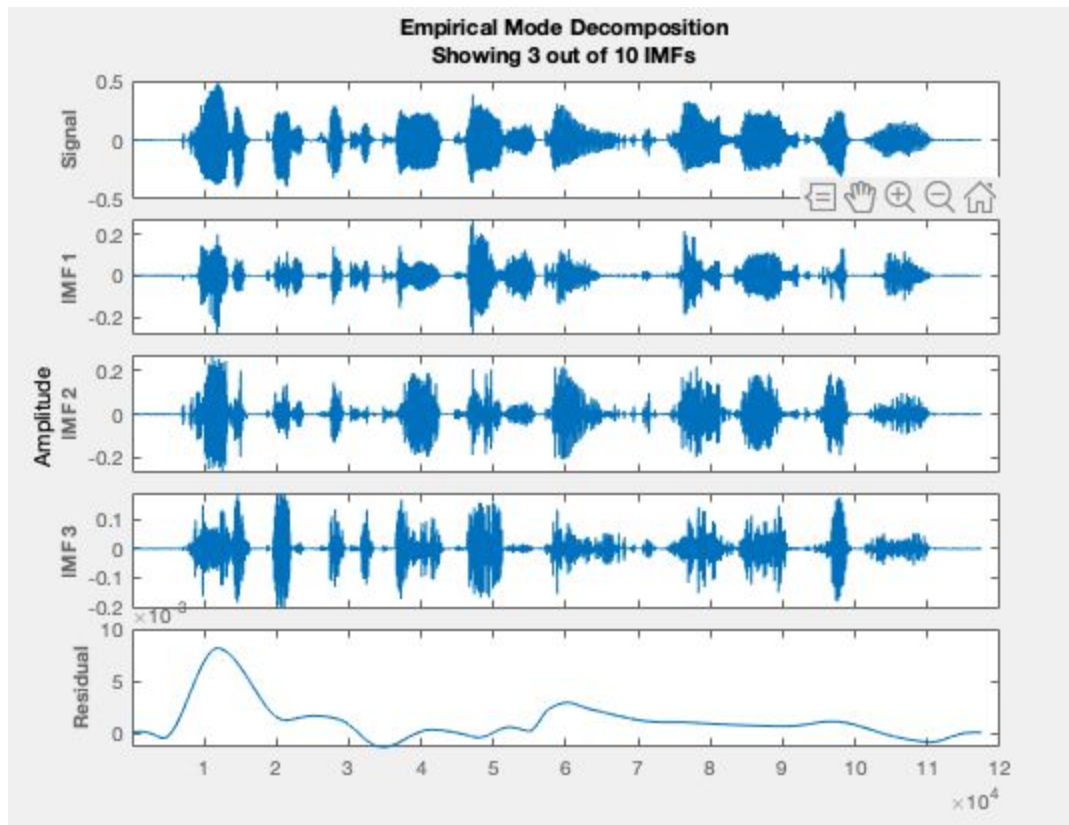 Empirical Mode Decomposition
Showing 3 out of 10 IMFs
Signal
0.5
0
-0.5
IMF 1
0.2
0
-0.2
Amplitude
IMF 2
0.2
0
-0.2
IMF 3
0.1
0
-0.1
-0.2
×10⁻³
Residual
10
5
0
1 2 3 4 5 6 7 8 9 10 11 12
×10⁴